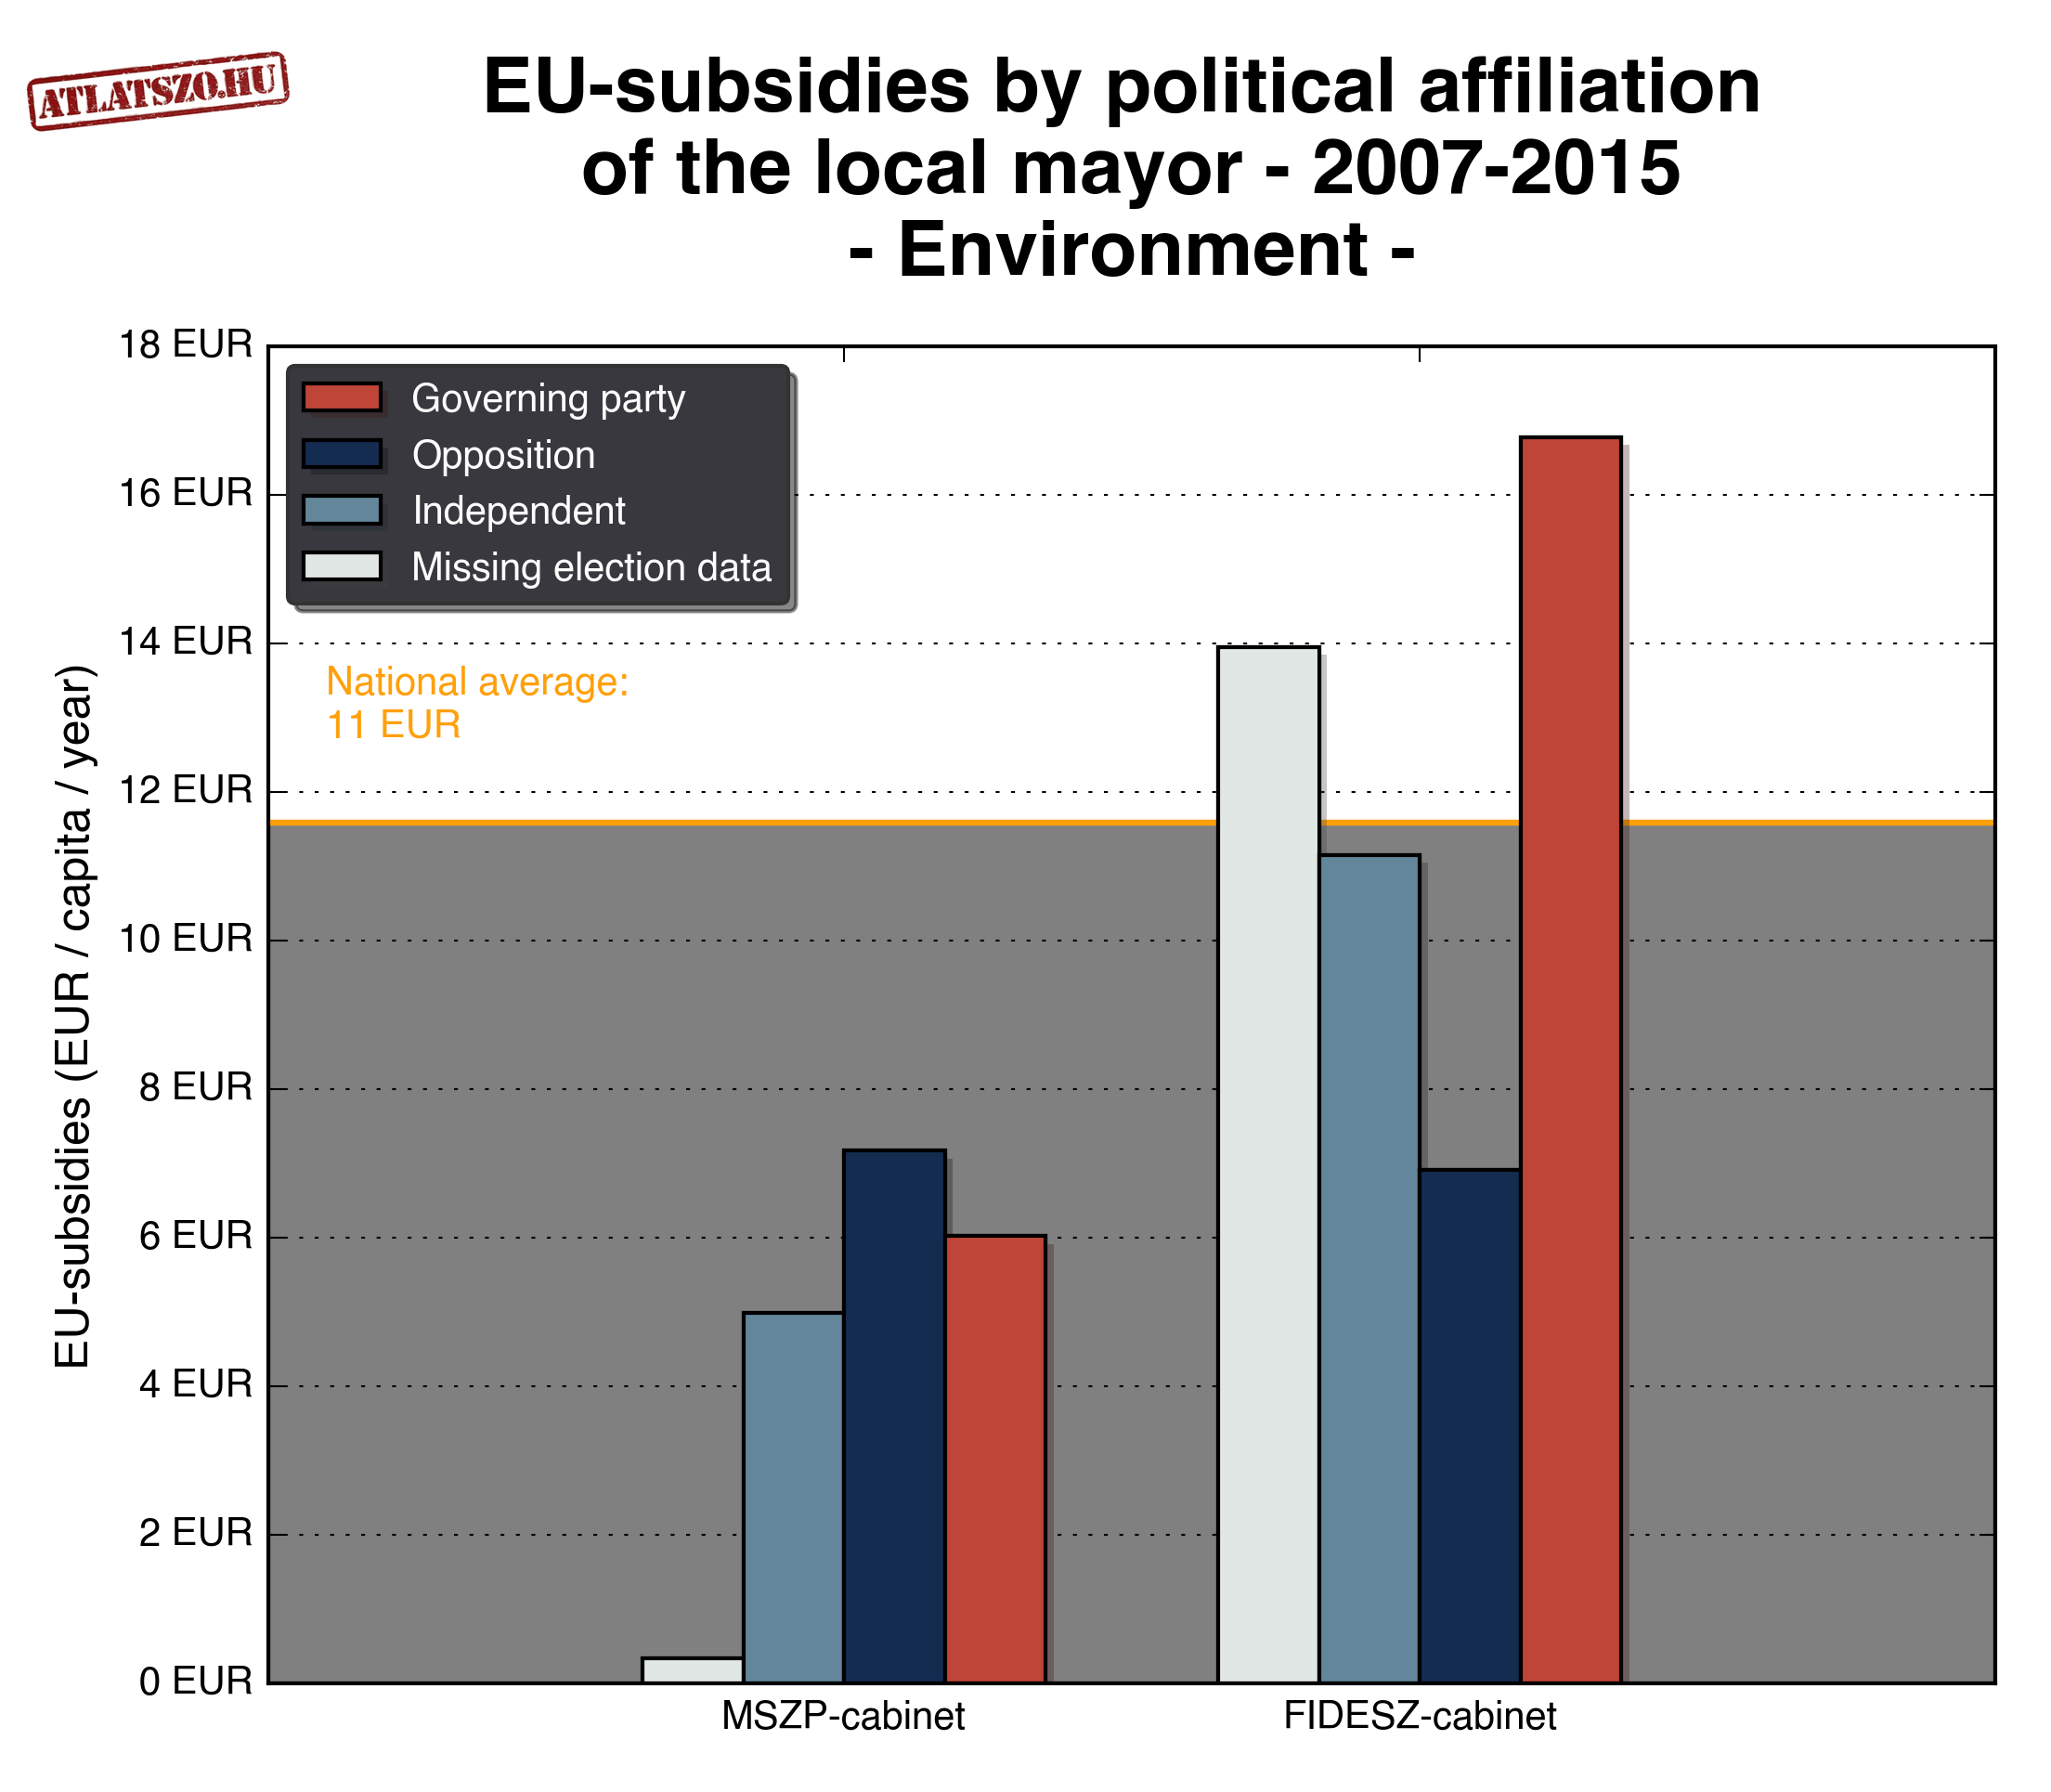 ATLATSZO.HU
EU-subsidies by political affiliation
of the local mayor - 2007-2015
- Environment -
18 EUR
16 EUR
14 EUR
12 EUR
10 EUR
8 EUR
6 EUR
4 EUR
2 EUR
0 EUR
EU-subsidies (EUR / capita / year)
Governing party
Opposition
Independent
Missing election data
National average:
11 EUR
MSZP-cabinet
FIDESZ-cabinet